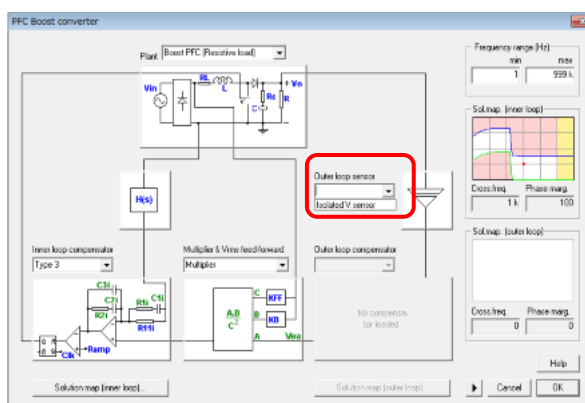 PFC Boost converter
Plant Boost PFC (Resistive load)
Frequency range (Hz)
min max
1 999 k
RL L Vo
Vin Rc R C
Sol.map. (inner loop)
Outer loop sensor
Isolated V. sensor
H(s)
Cross.freq. Phase marg.
1 k 100
Inner loop compensator
Type 3
Multiplier & Vrms feed-forward
Multiplier
Outer loop compensator
Sol.map. (outer loop)
C3i
C2i
R2i
R1i C1i
R11i
Clk Ramp
A.B
C²
C KFF
B KB
A Vea
No compensa-
tor loaded
Cross.freq. Phase marg.
0 0
Help
Solution map (inner loop)...
Solution map (outer loop)...
Cancel OK